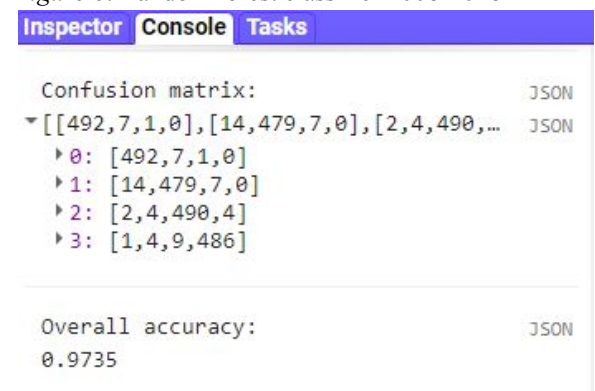 Inspector Console Tasks
Confusion matrix: JSON
[[492,7,1,0],[14,479,7,0],[2,4,490,… JSON
0: [492,7,1,0]
1: [14,479,7,0]
2: [2,4,490,4]
3: [1,4,9,486]
Overall accuracy: JSON
0.9735